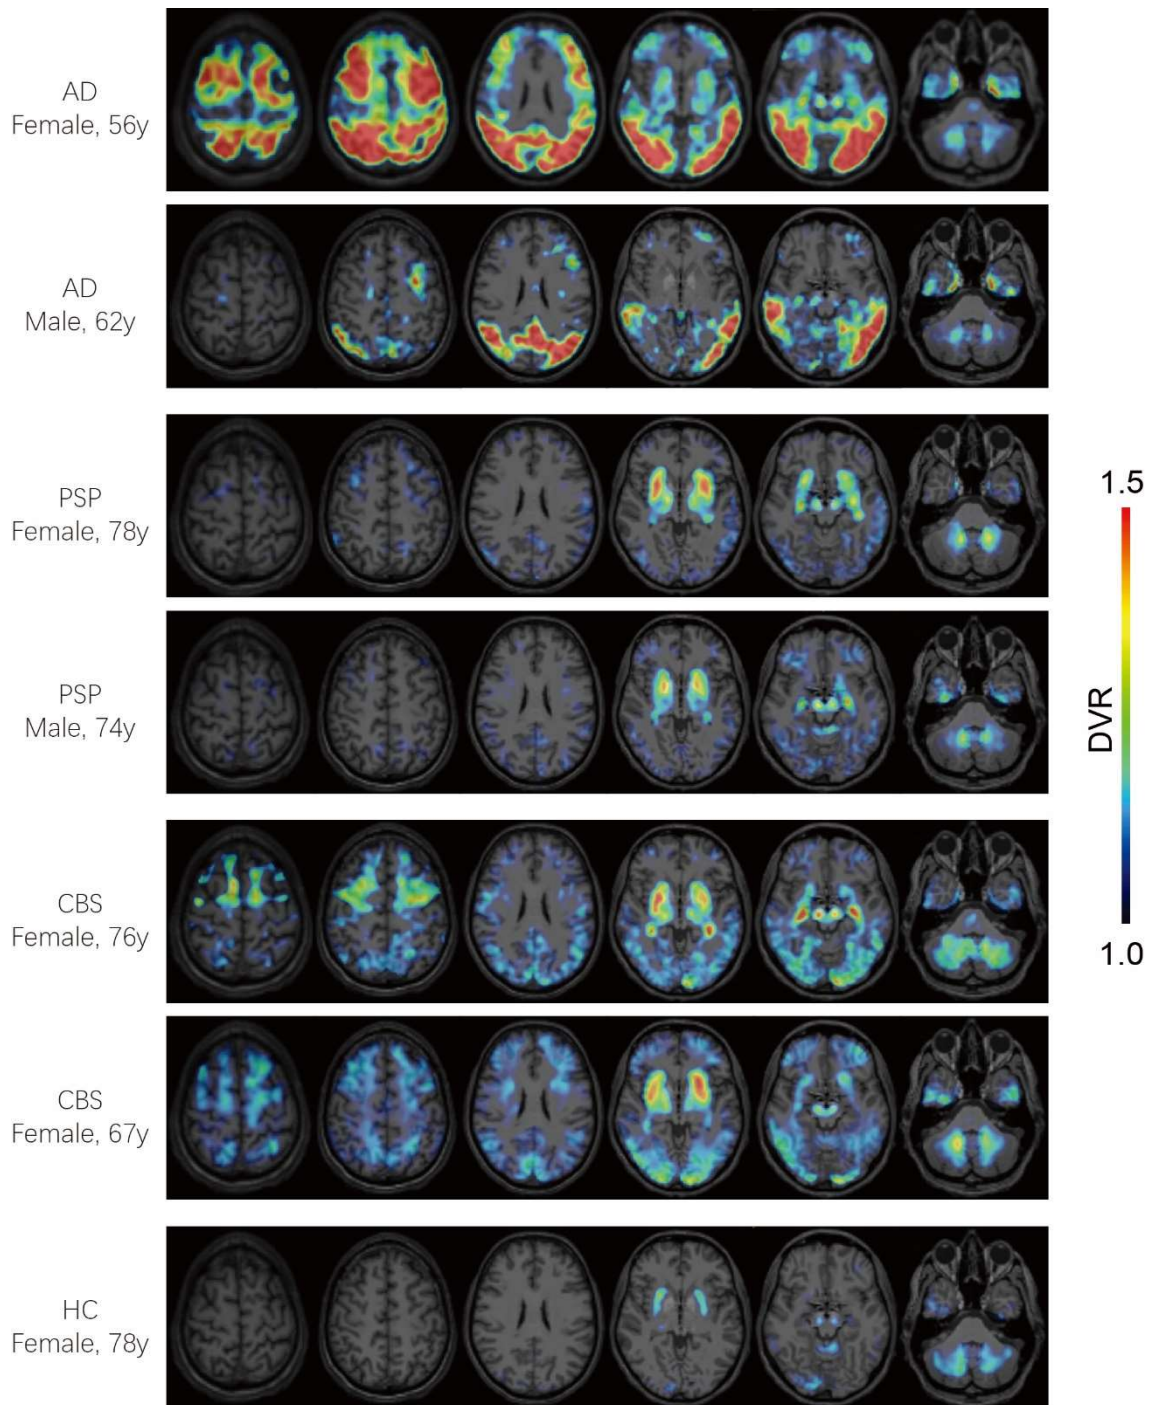 AD
Female, 56y
AD
Male, 62y
PSP
Female, 78y
PSP
Male, 74y
CBS
Female, 76y
CBS
Female, 67y
HC
Female, 78y
1.5
DVR
1.0